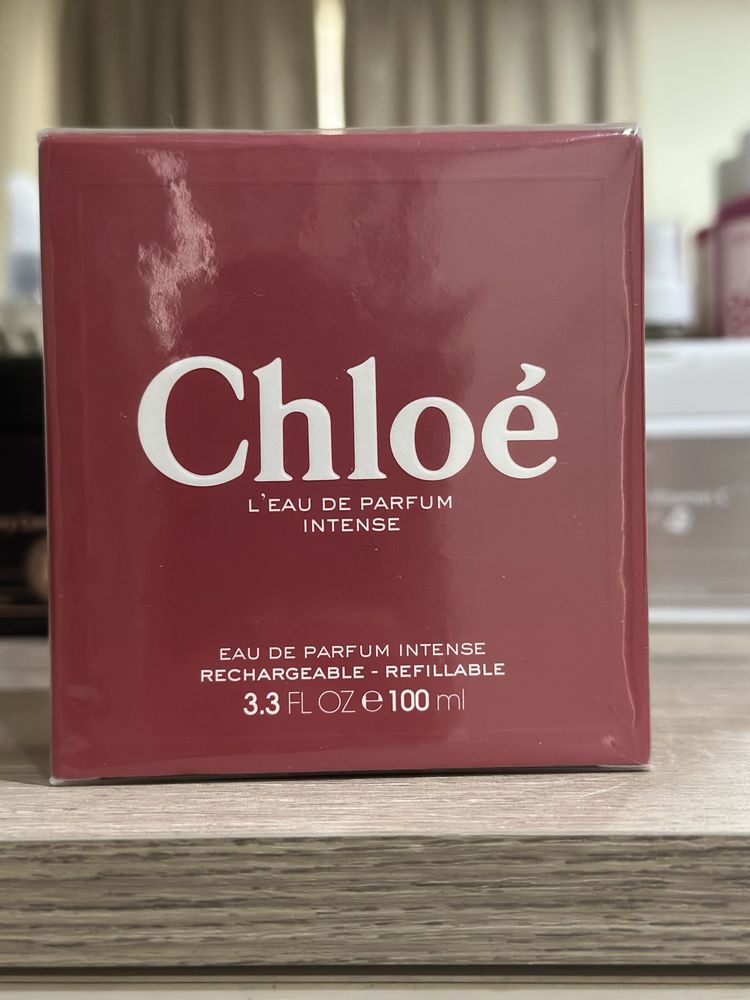 Chloé
L'EAU DE PARFUM
INTENSE
EAU DE PARFUM INTENSE
RECHARGEABLE - REFILLABLE
3.3 FL OZ ℮ 100 ml